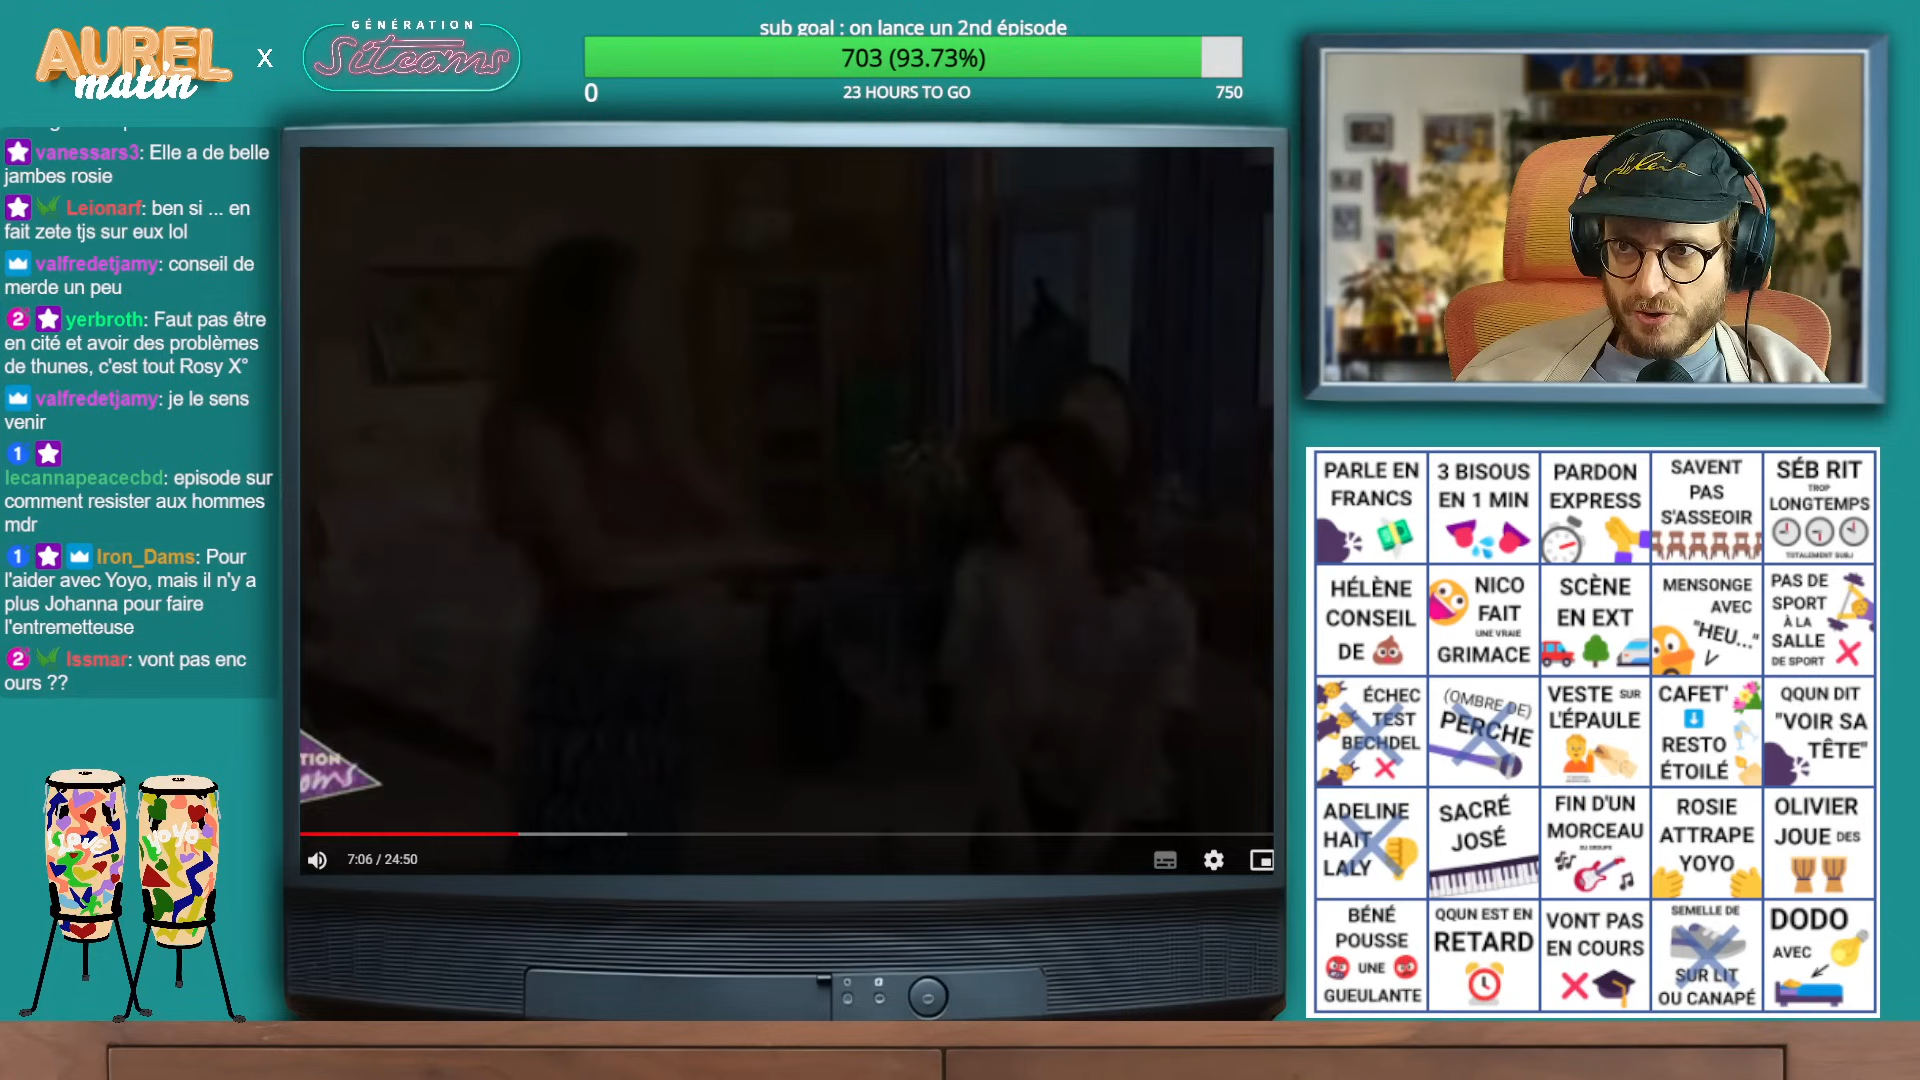 AUREL
matin
X
GÉNÉRATION
Sitcoms
sub goal : on lance un 2nd épisode
703 (93.73%)
0
23 HOURS TO GO
750
vanessars3: Elle a de belle
jambes rosie
Leionarf: ben si ... en
fait zete tjs sur eux lol
valfredetjamy: conseil de
merde un peu
2 yerbroth: Faut pas être
en cité et avoir des problèmes
de thunes, c'est tout Rosy X°
valfredetjamy: je le sens
venir
1
lecannapeacecbd: episode sur
comment resister aux hommes
mdr
1 Iron_Dams: Pour
l'aider avec Yoyo, mais il n'y a
plus Johanna pour faire
l'entremetteuse
2 Issmar: vont pas enc
ours ??
TION
oms
7:06 / 24:50
YoYo
PARLE EN
FRANCS
3 BISOUS
EN 1 MIN
PARDON
EXPRESS
SAVENT
PAS
S'ASSEOIR
SÉB RIT
TROP
LONGTEMPS
TOTALEMENT SUBJ
HÉLÈNE
CONSEIL
DE
NICO
FAIT
UNE VRAIE
GRIMACE
SCÈNE
EN EXT
MENSONGE
AVEC
"HEU..."
PAS DE
SPORT
À LA
SALLE
DE SPORT
ÉCHEC
TEST
BECHDEL
(OMBRE DE)
PERCHE
VESTE SUR
L'ÉPAULE
CAFET'
RESTO
ÉTOILÉ
QQUN DIT
"VOIR SA
TÊTE"
ADELINE
HAIT
LALY
SACRÉ
JOSÉ
FIN D'UN
MORCEAU
DU GROUPE
ROSIE
ATTRAPE
YOYO
OLIVIER
JOUE DES
BÉNÉ
POUSSE
UNE
GUEULANTE
QQUN EST EN
RETARD
VONT PAS
EN COURS
SEMELLE DE
SUR LIT
OU CANAPÉ
DODO
AVEC